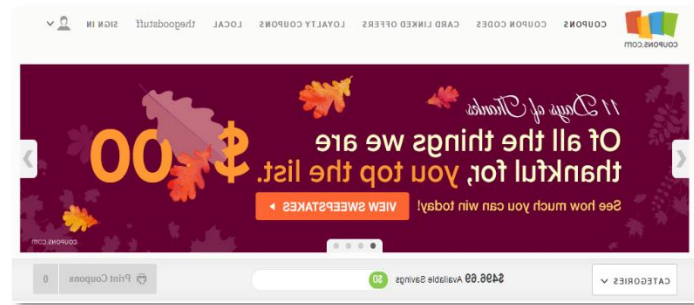 COUPONS.COM
COUPONS COUPON CODES CARD LINKED OFFERS LOYALTY COUPONS LOCAL thegoodstuff SIGN IN
11 Days of Thanks
Of all the things we are
thankful for, you top the list.
$ 00
See how much you can win today! VIEW SWEEPSTAKES
COUPONS.COM
CATEGORIES $496.69 Available Savings $0 Print Coupons 0